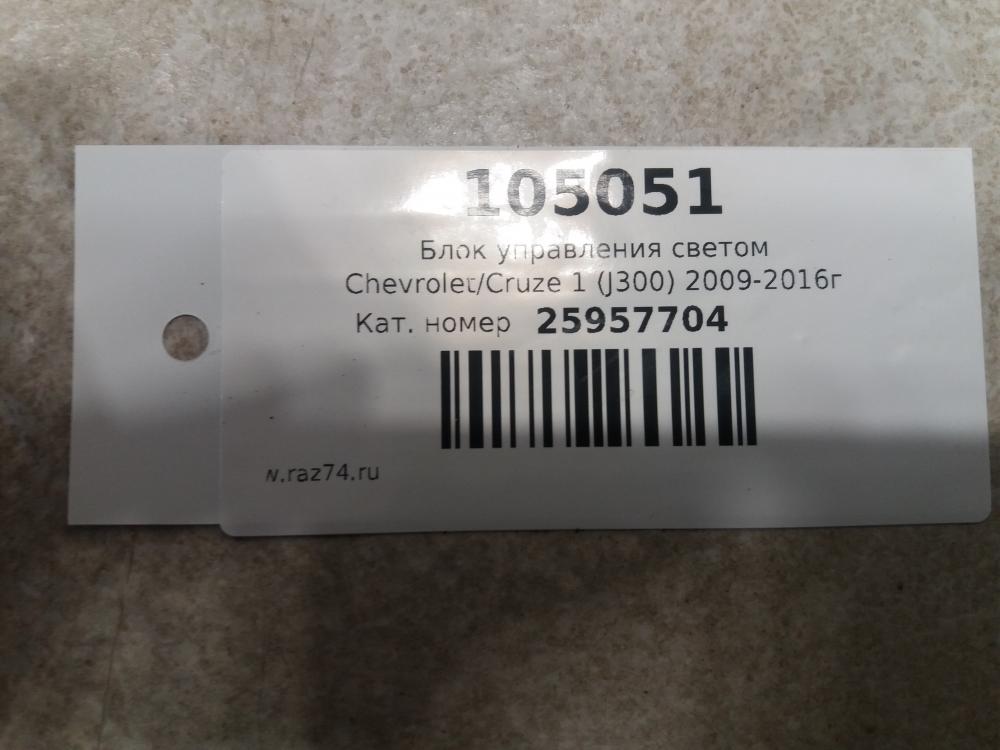 105051
Блок управления светом
Chevrolet/Cruze 1 (J300) 2009-2016г
Кат. номер 25957704
w.raz74.ru